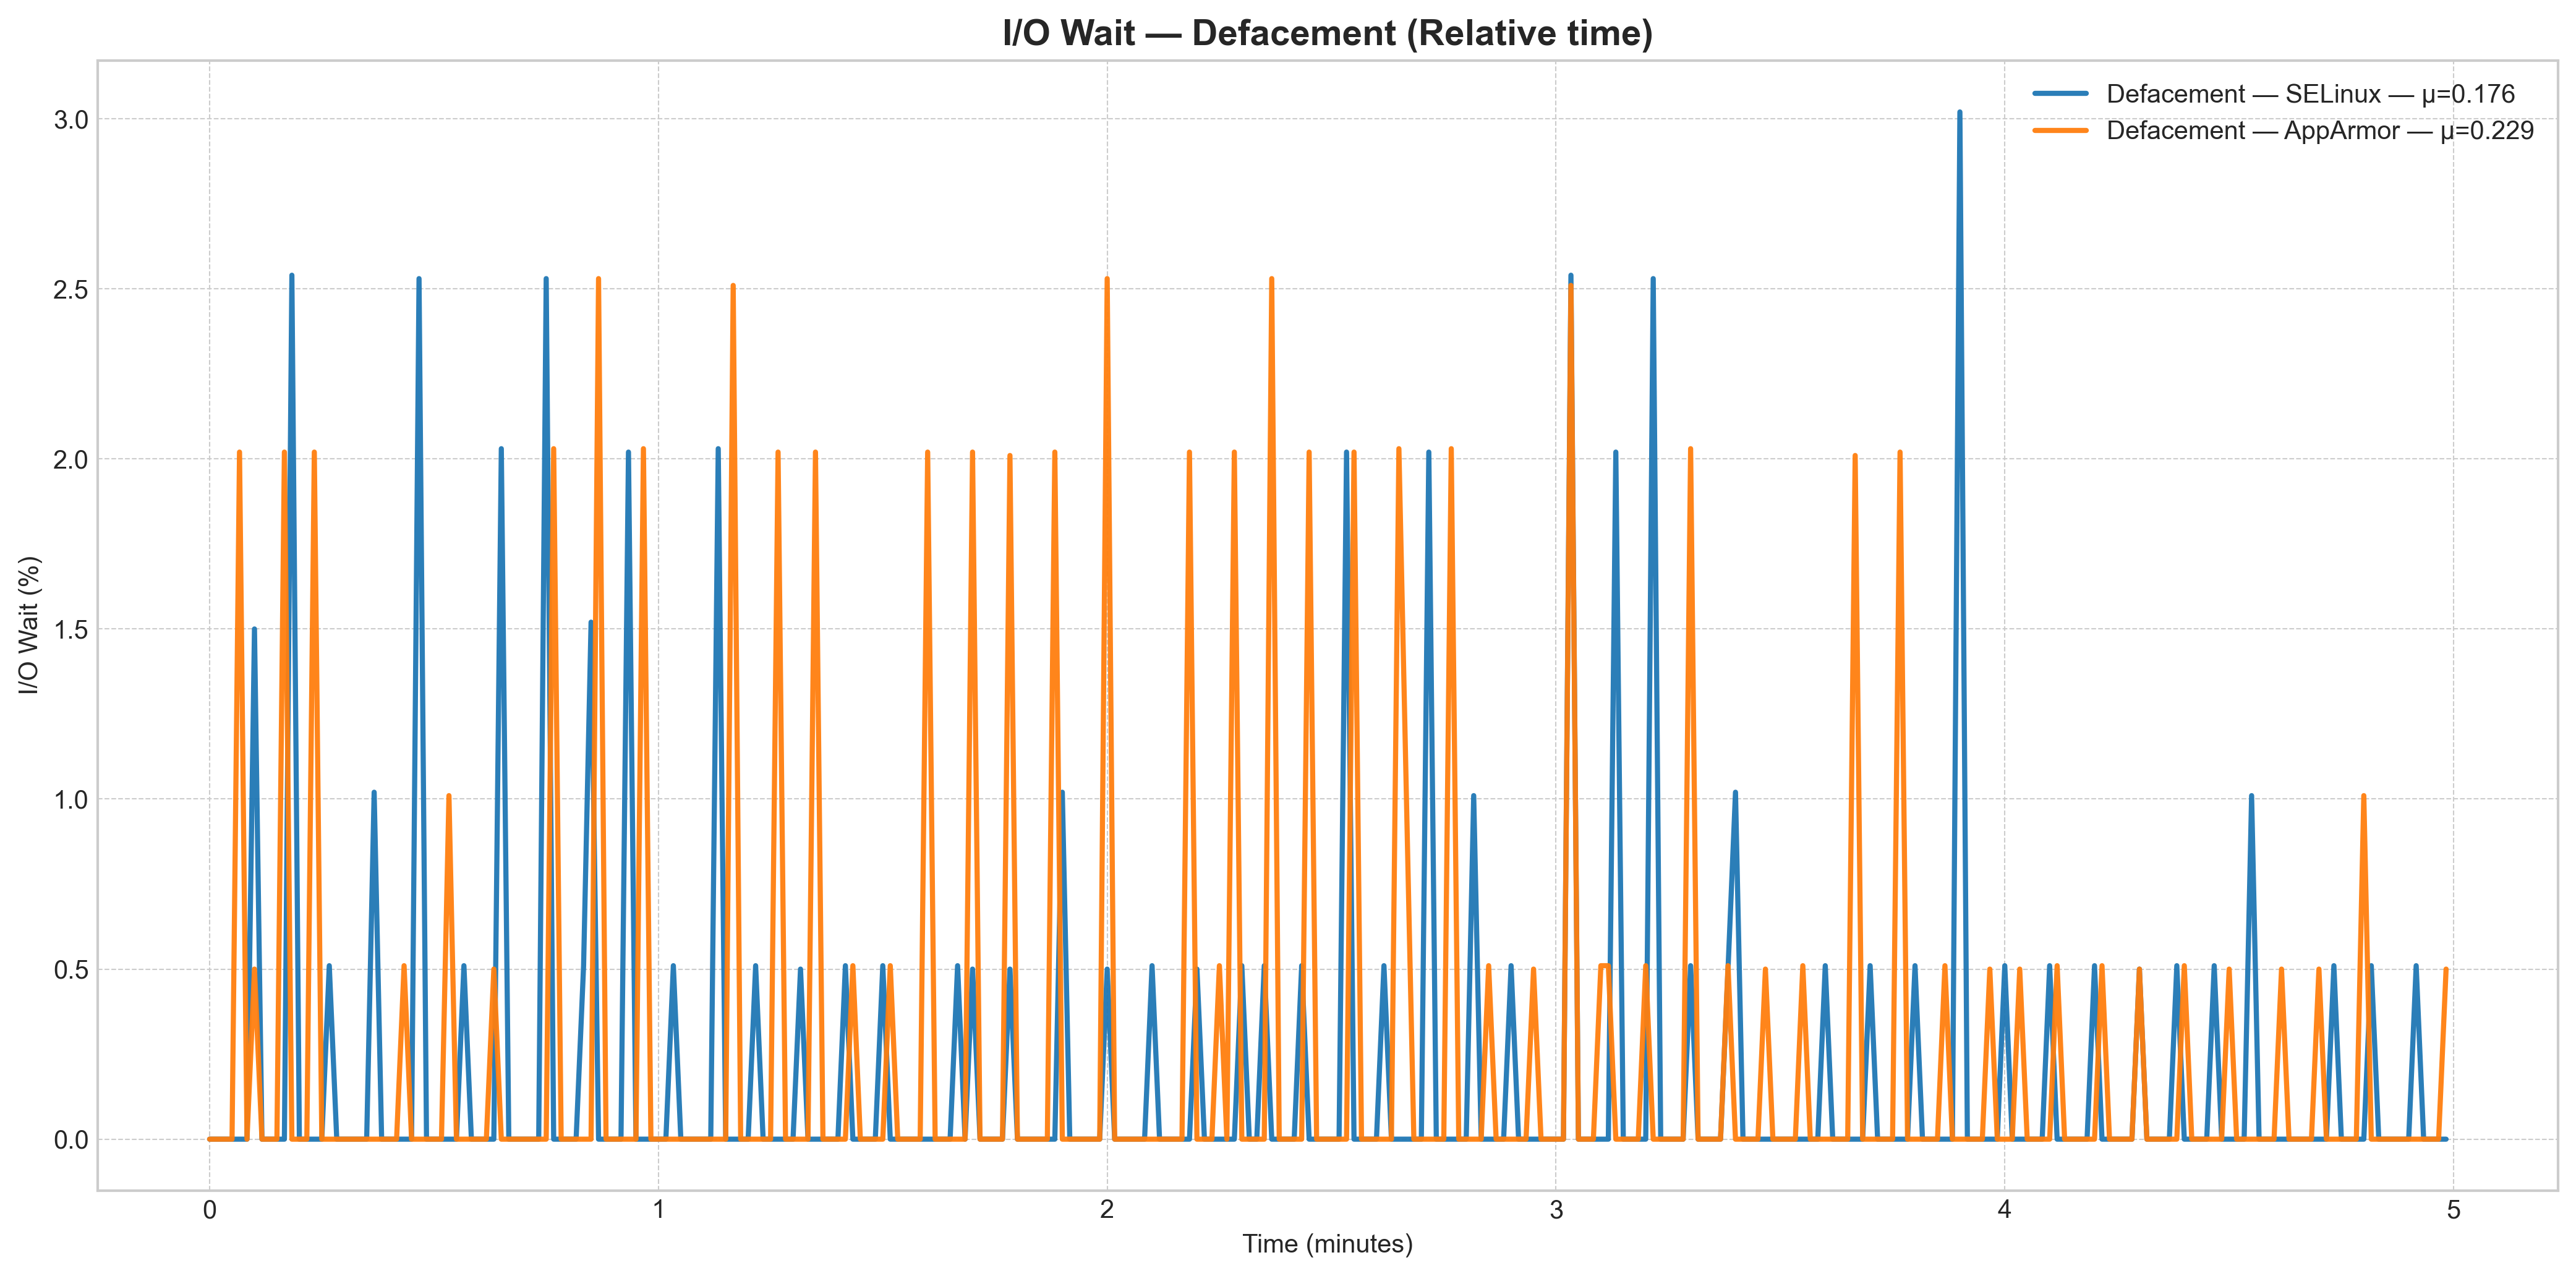 I/O Wait — Defacement (Relative time)
Defacement — SELinux — µ=0.176
Defacement — AppArmor — µ=0.229
I/O Wait (%)
3.0
2.5
2.0
1.5
1.0
0.5
0.0
0 1 2 3 4 5
Time (minutes)